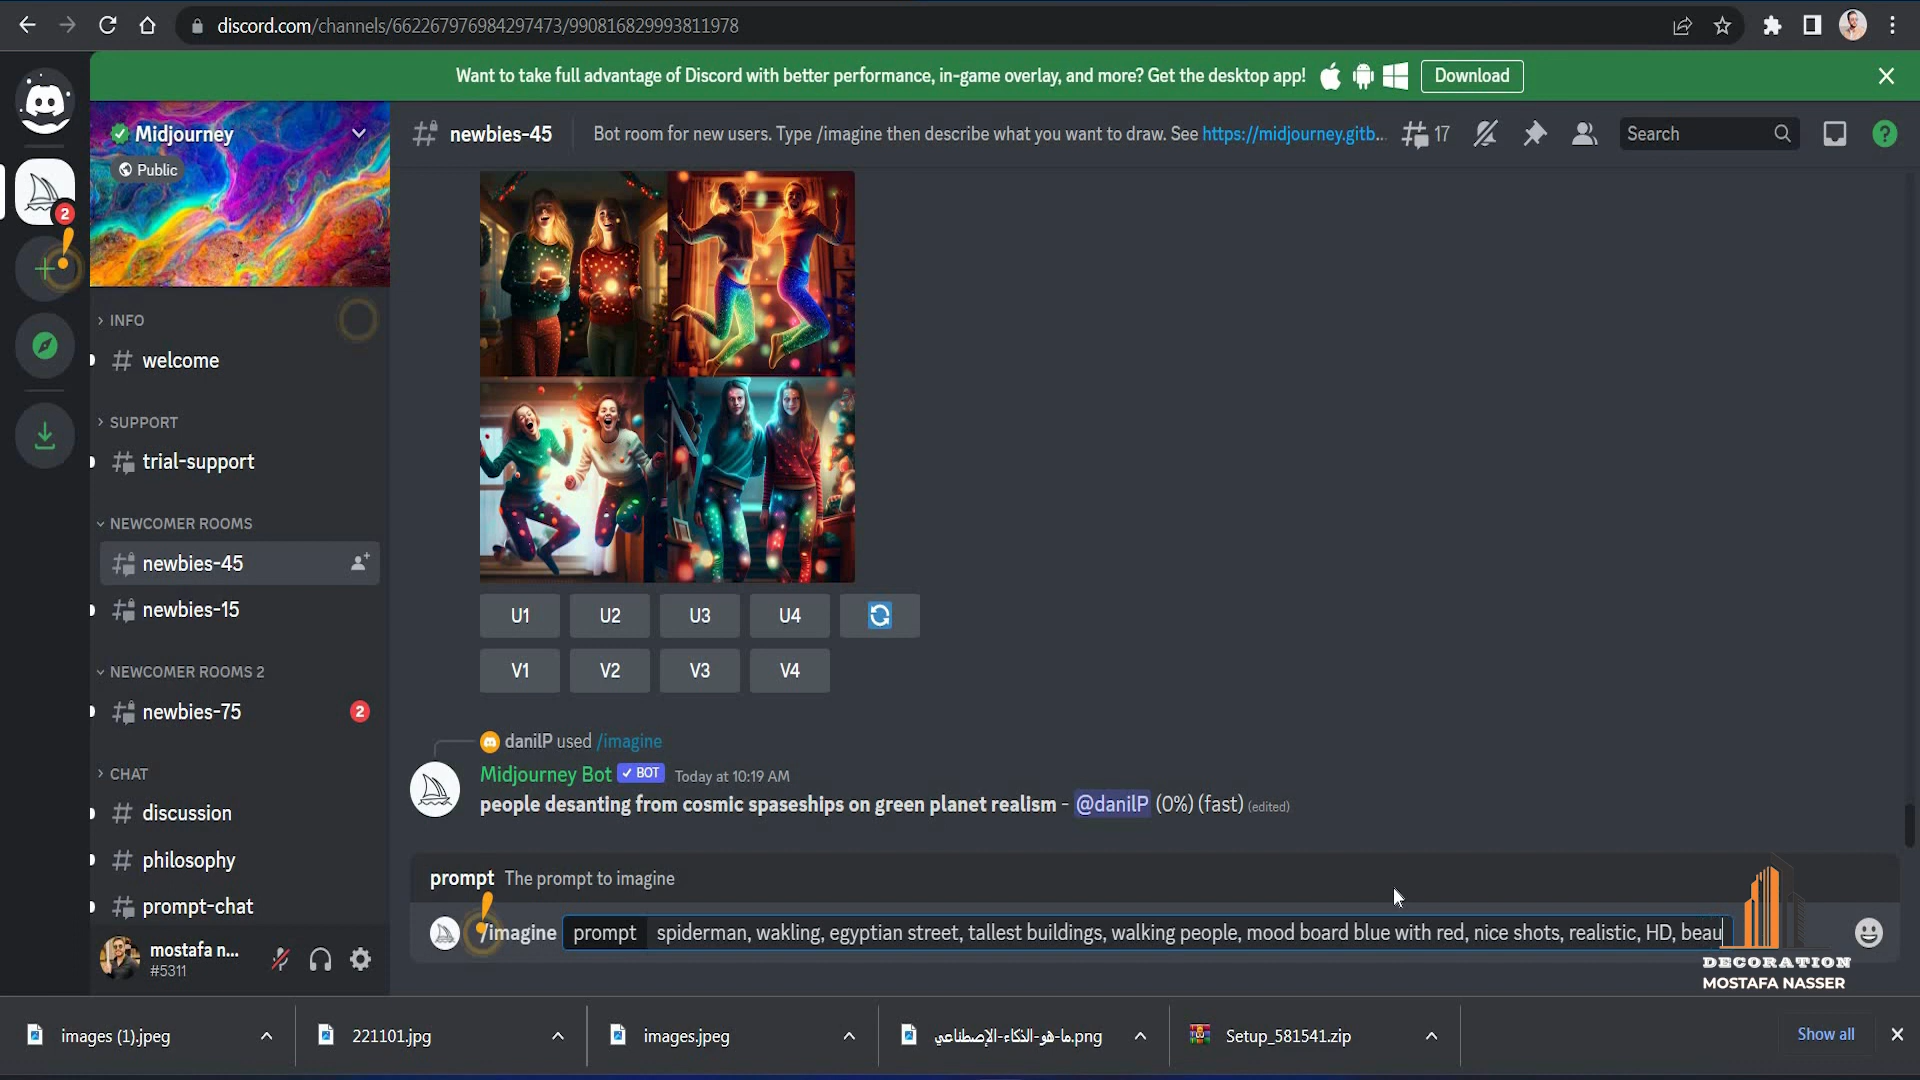 discord.com/channels/662267976984297473/990816829993811978
Want to take full advantage of Discord with better performance, in-game overlay, and more? Get the desktop app!
Download
Midjourney
Public
newbies-45
Bot room for new users. Type /imagine then describe what you want to draw. See https://midjourney.gitb...
17
Search
2
INFO
welcome
SUPPORT
trial-support
NEWCOMER ROOMS
newbies-45
newbies-15
NEWCOMER ROOMS 2
newbies-75
2
CHAT
discussion
philosophy
prompt-chat
mostafa n...
#5311
U1
U2
U3
U4
V1
V2
V3
V4
danilP used /imagine
Midjourney Bot BOT Today at 10:19 AM
people desanting from cosmic spaseships on green planet realism - @danilP (0%) (fast) (edited)
prompt The prompt to imagine
/imagine prompt spiderman, wakling, egyptian street, tallest buildings, walking people, mood board blue with red, nice shots, realistic, HD, beau
DECORATION
MOSTAFA NASSER
images (1).jpeg
221101.jpg
images.jpeg
ما-هو-الذكاء-الإصطناعي.png
Setup_581541.zip
Show all